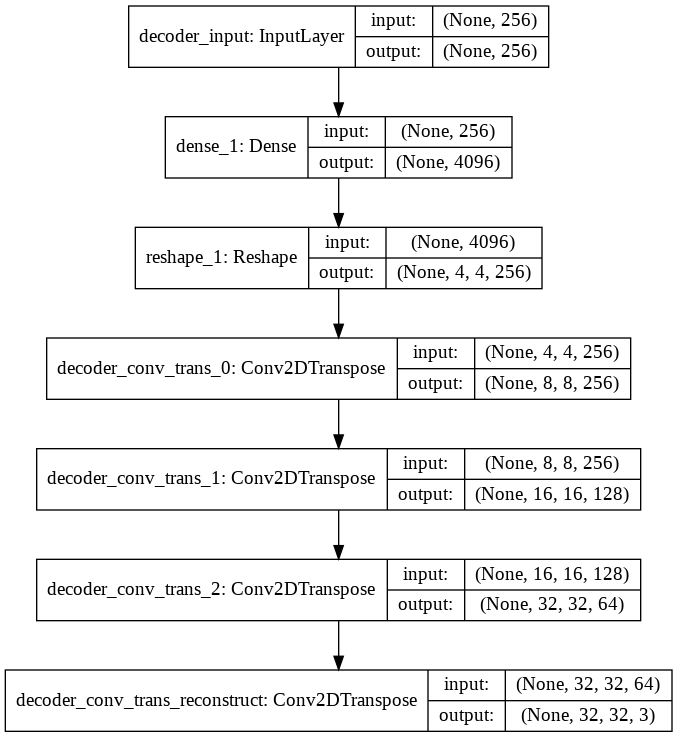 decoder_input: InputLayer
input:
(None, 256)
output:
(None, 256)
dense_1: Dense
input:
(None, 256)
output:
(None, 4096)
reshape_1: Reshape
input:
(None, 4096)
output:
(None, 4, 4, 256)
decoder_conv_trans_0: Conv2DTranspose
input:
(None, 4, 4, 256)
output:
(None, 8, 8, 256)
decoder_conv_trans_1: Conv2DTranspose
input:
(None, 8, 8, 256)
output:
(None, 16, 16, 128)
decoder_conv_trans_2: Conv2DTranspose
input:
(None, 16, 16, 128)
output:
(None, 32, 32, 64)
decoder_conv_trans_reconstruct: Conv2DTranspose
input:
(None, 32, 32, 64)
output:
(None, 32, 32, 3)